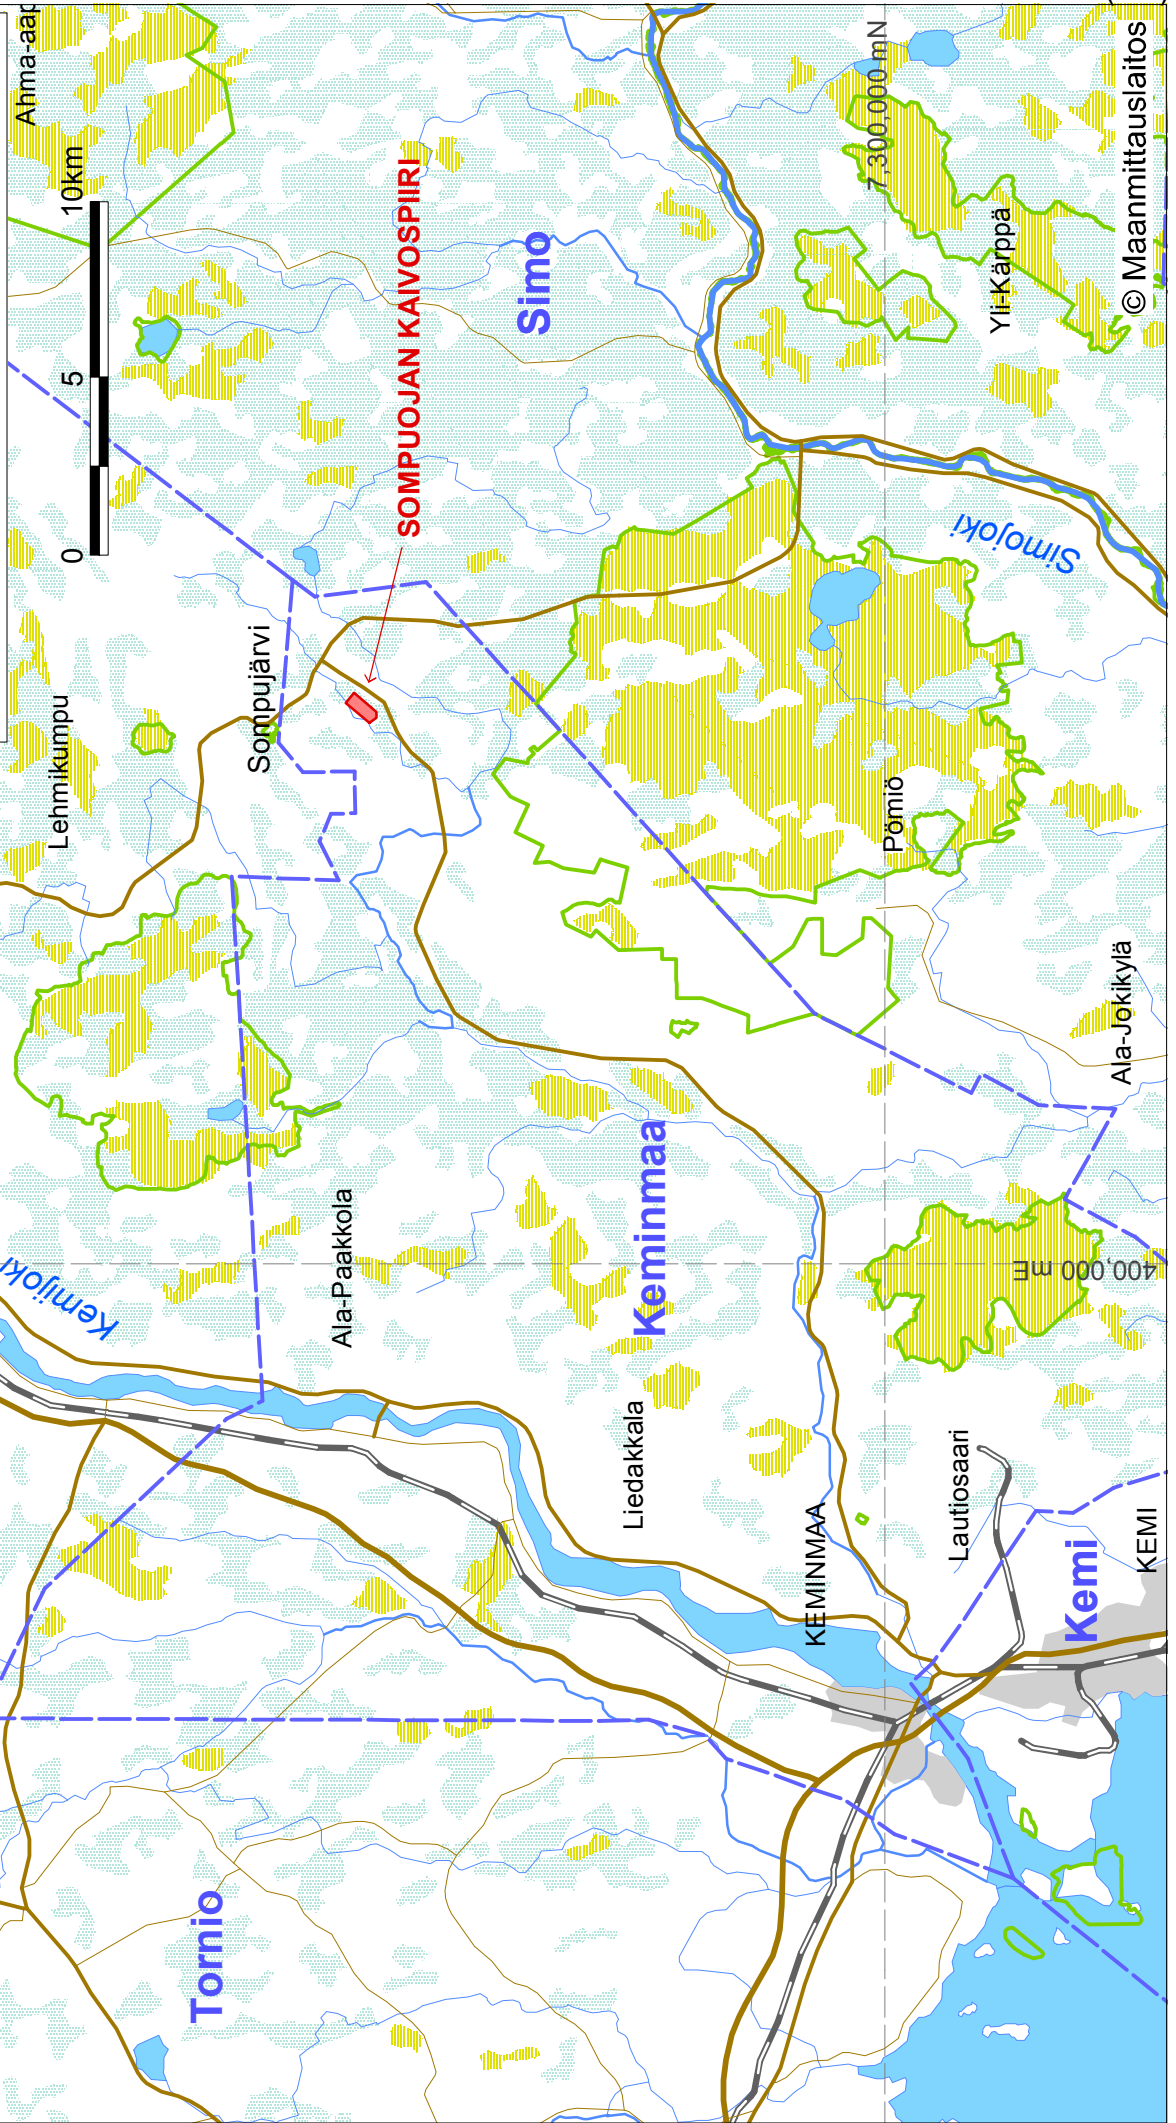 Ahma-aap
0
5
10km
Lehmikumpu
Sompujärvi
SOMPUOJAN KAIVOSPIIRI
Simo
7,300,000 mN
Yli-Kärppä
© Maanmittauslaitos
Simojoki
Pömiö
Ala-Jokikylä
Kemijoki
Ala-Paakkola
Keminmaa
400,000 mE
Liedakkala
KEMINMAA
Lautiosaari
Kemi
KEMI
Tornio